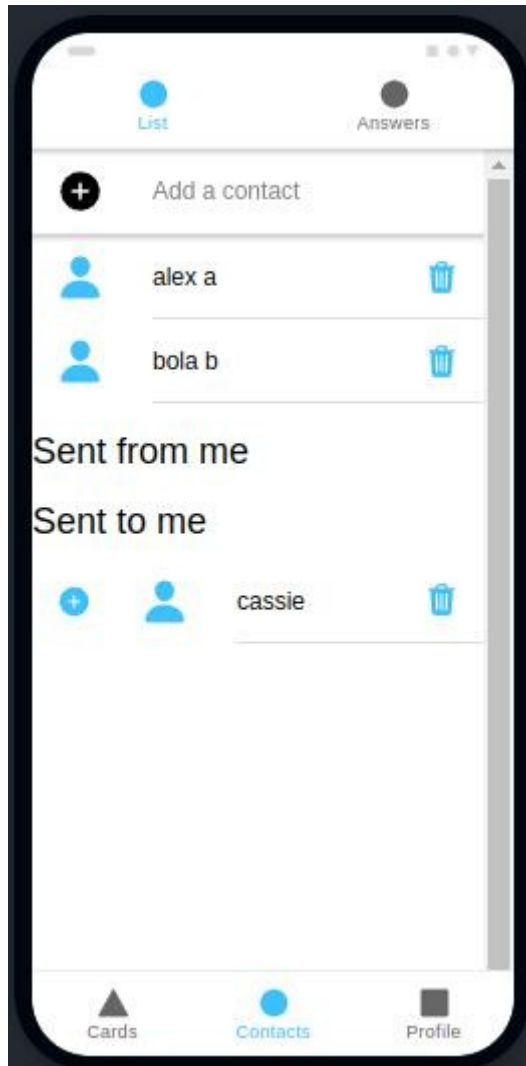 List Answers
Add a contact
alex a
bola b
Sent from me
Sent to me
cassie
Cards Contacts Profile